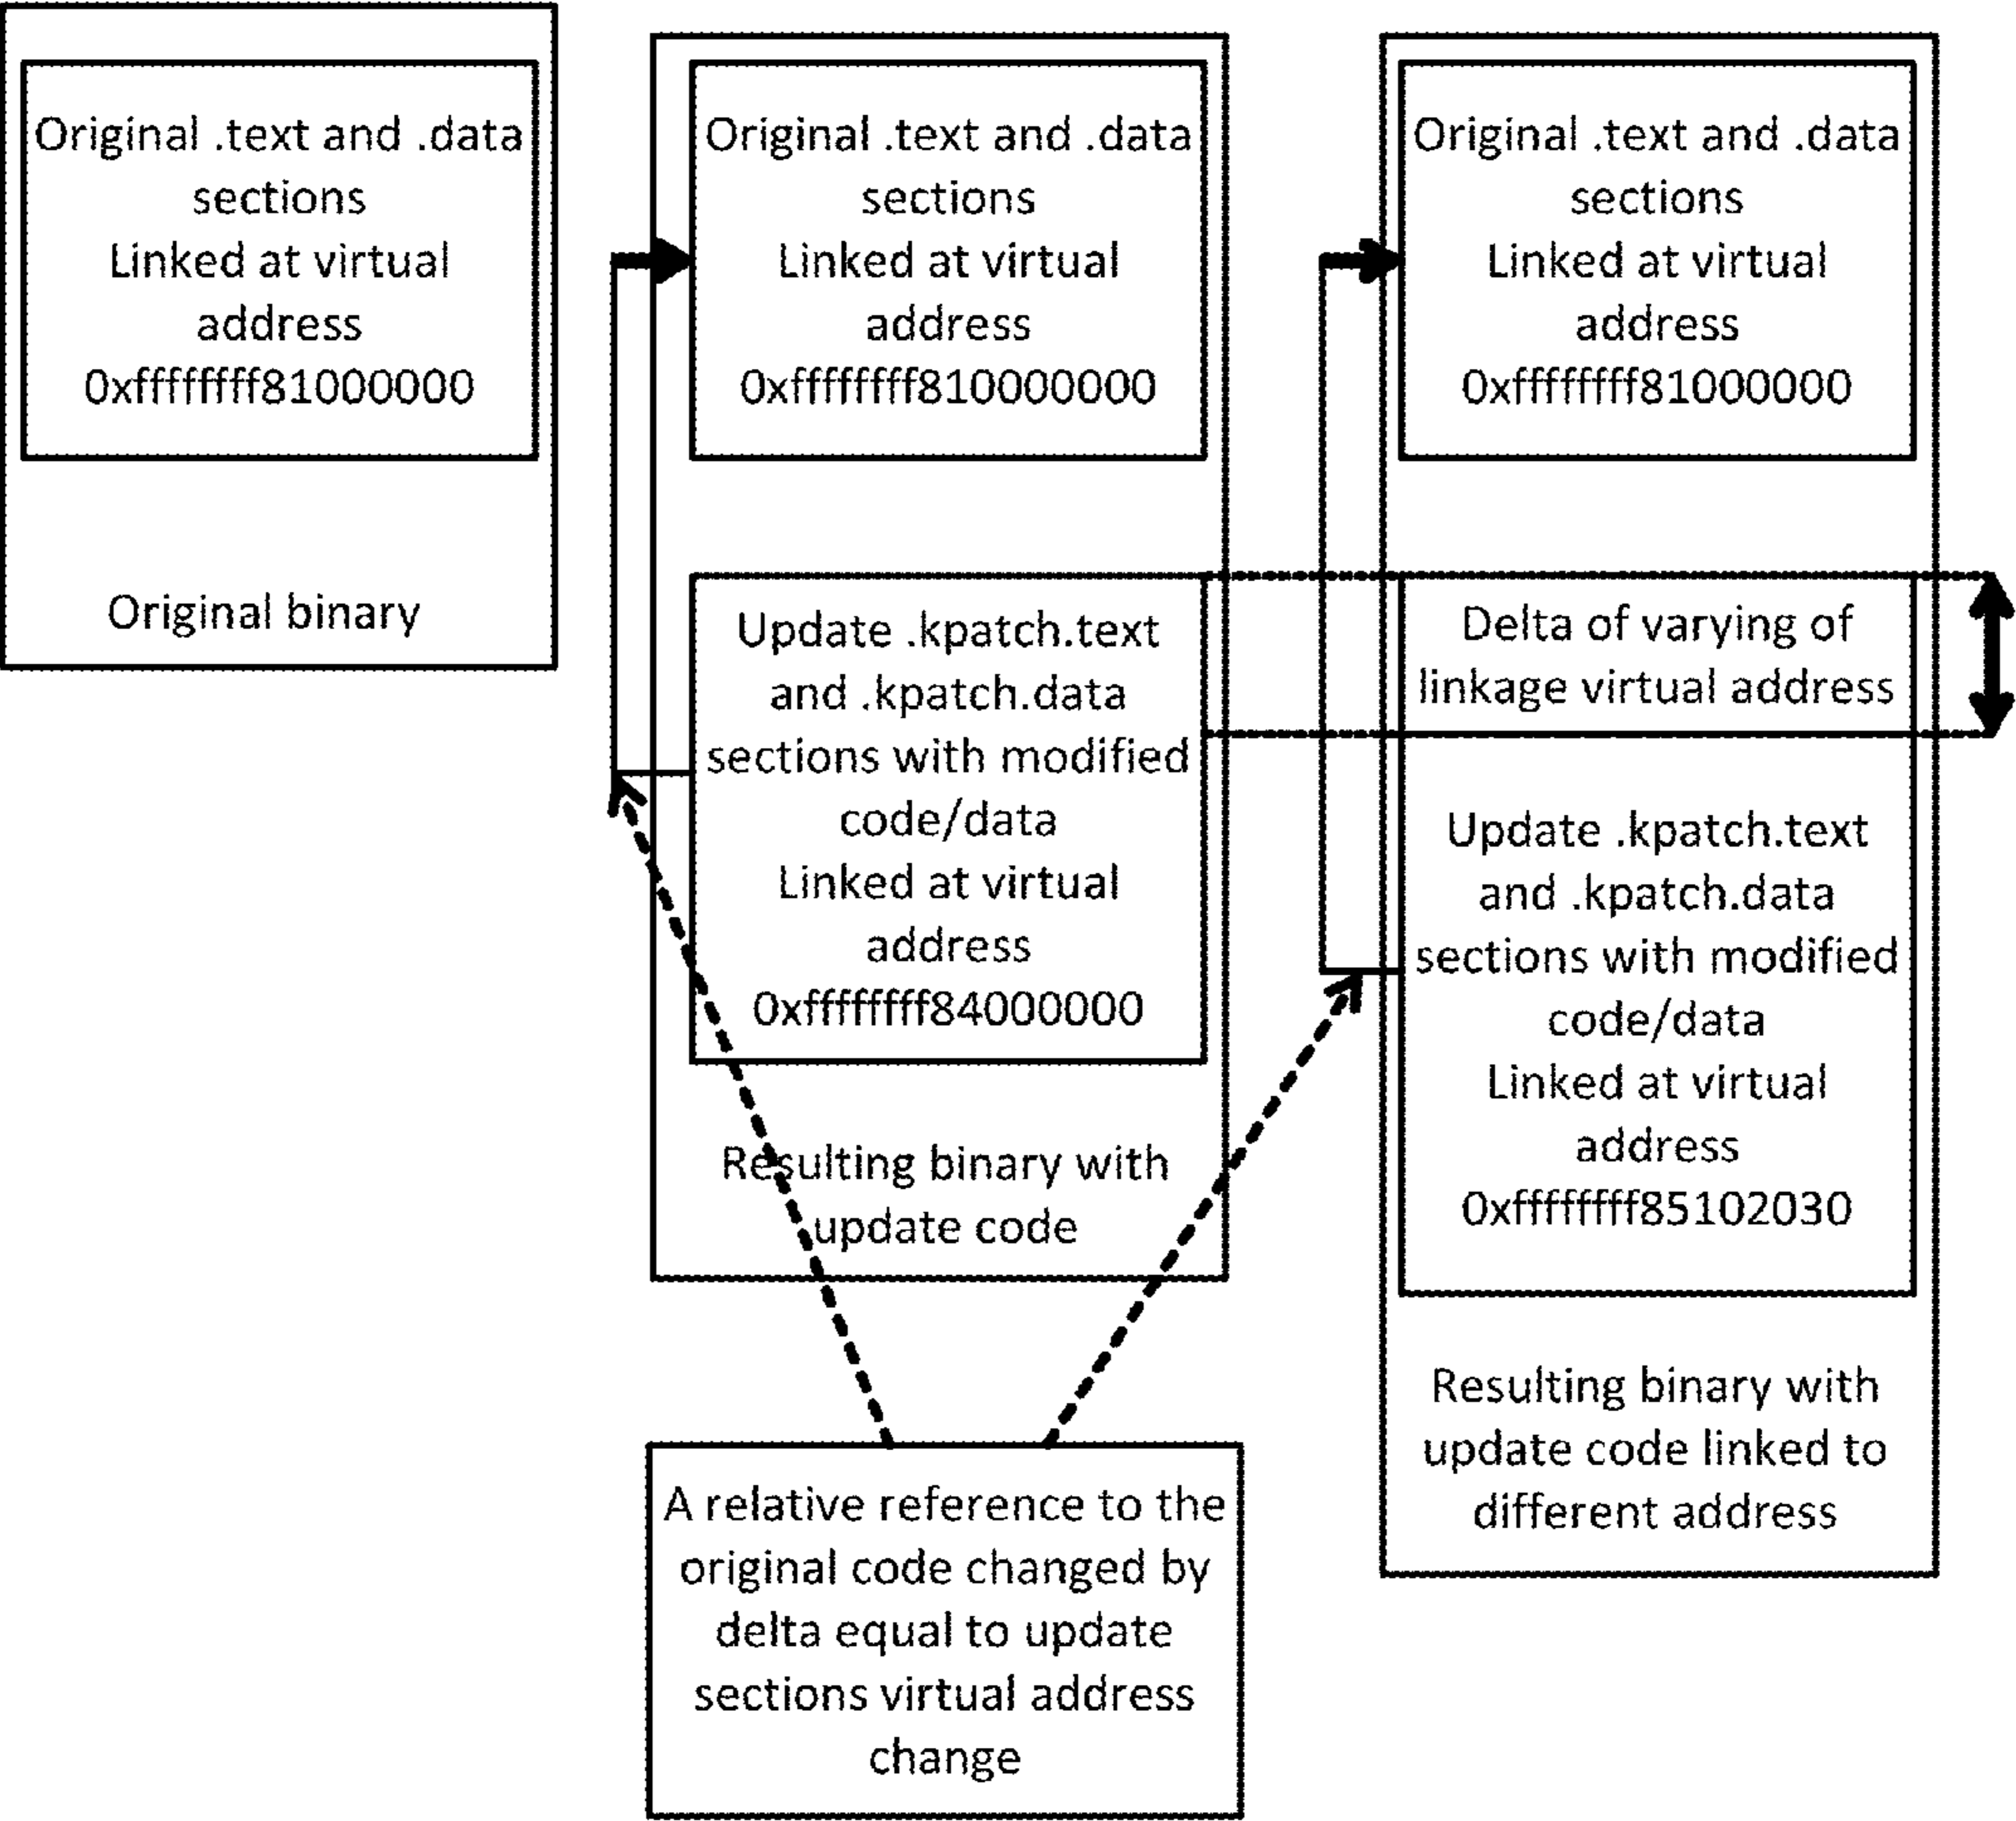 Original .text and .data
sections
Linked at virtual
address
0xffffffff81000000
Original binary
Original .text and .data
sections
Linked at virtual
address
0xffffffff810000000
Update .kpatch.text
and .kpatch.data
sections with modified
code/data
Linked at virtual
address
0xffffffff84000000
Resulting binary with
update code
Original .text and .data
sections
Linked at virtual
address
0xffffffff81000000
Delta of varying of
linkage virtual address
Update .kpatch.text
and .kpatch.data
sections with modified
code/data
Linked at virtual
address
0xffffffff85102030
Resulting binary with
update code linked to
different address
A relative reference to the
original code changed by
delta equal to update
sections virtual address
change